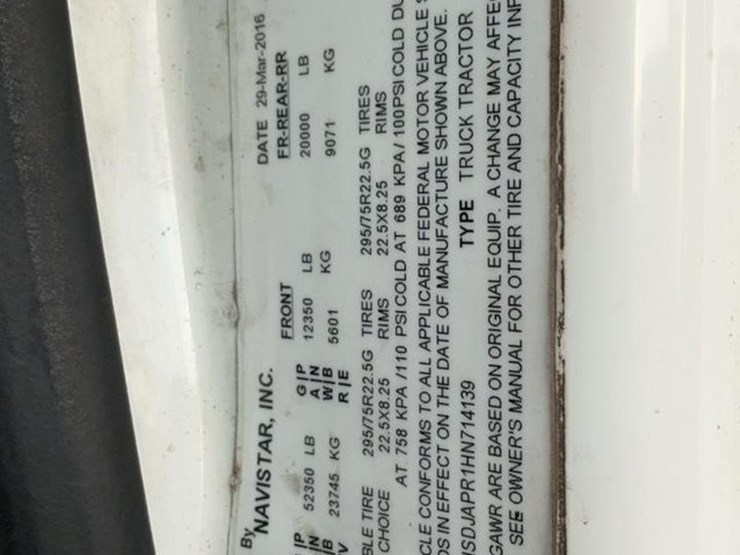 By NAVISTAR, INC. DATE 29-Mar-2016
FRONT FR-REAR-RR
IP 52350 LB G|P 12350 LB 20000 LB
IN A|N
IB 23745 KG W|B 5601 KG 9071 KG
V R|E
BLE TIRE 295/75R22.5G TIRES 295/75R22.5G TIRES
CHOICE 22.5X8.25 RIMS 22.5X8.25 RIMS
AT 758 KPA /110 PSI COLD AT 689 KPA/ 100PSI COLD DU
CLE CONFORMS TO ALL APPLICABLE FEDERAL MOTOR VEHICLE S
DS IN EFFECT ON THE DATE OF MANUFACTURE SHOWN ABOVE.
HSDJAPR1HN714139 TYPE TRUCK TRACTOR
GAWR ARE BASED ON ORIGINAL EQUIP. A CHANGE MAY AFFE
SEE OWNER'S MANUAL FOR OTHER TIRE AND CAPACITY INF